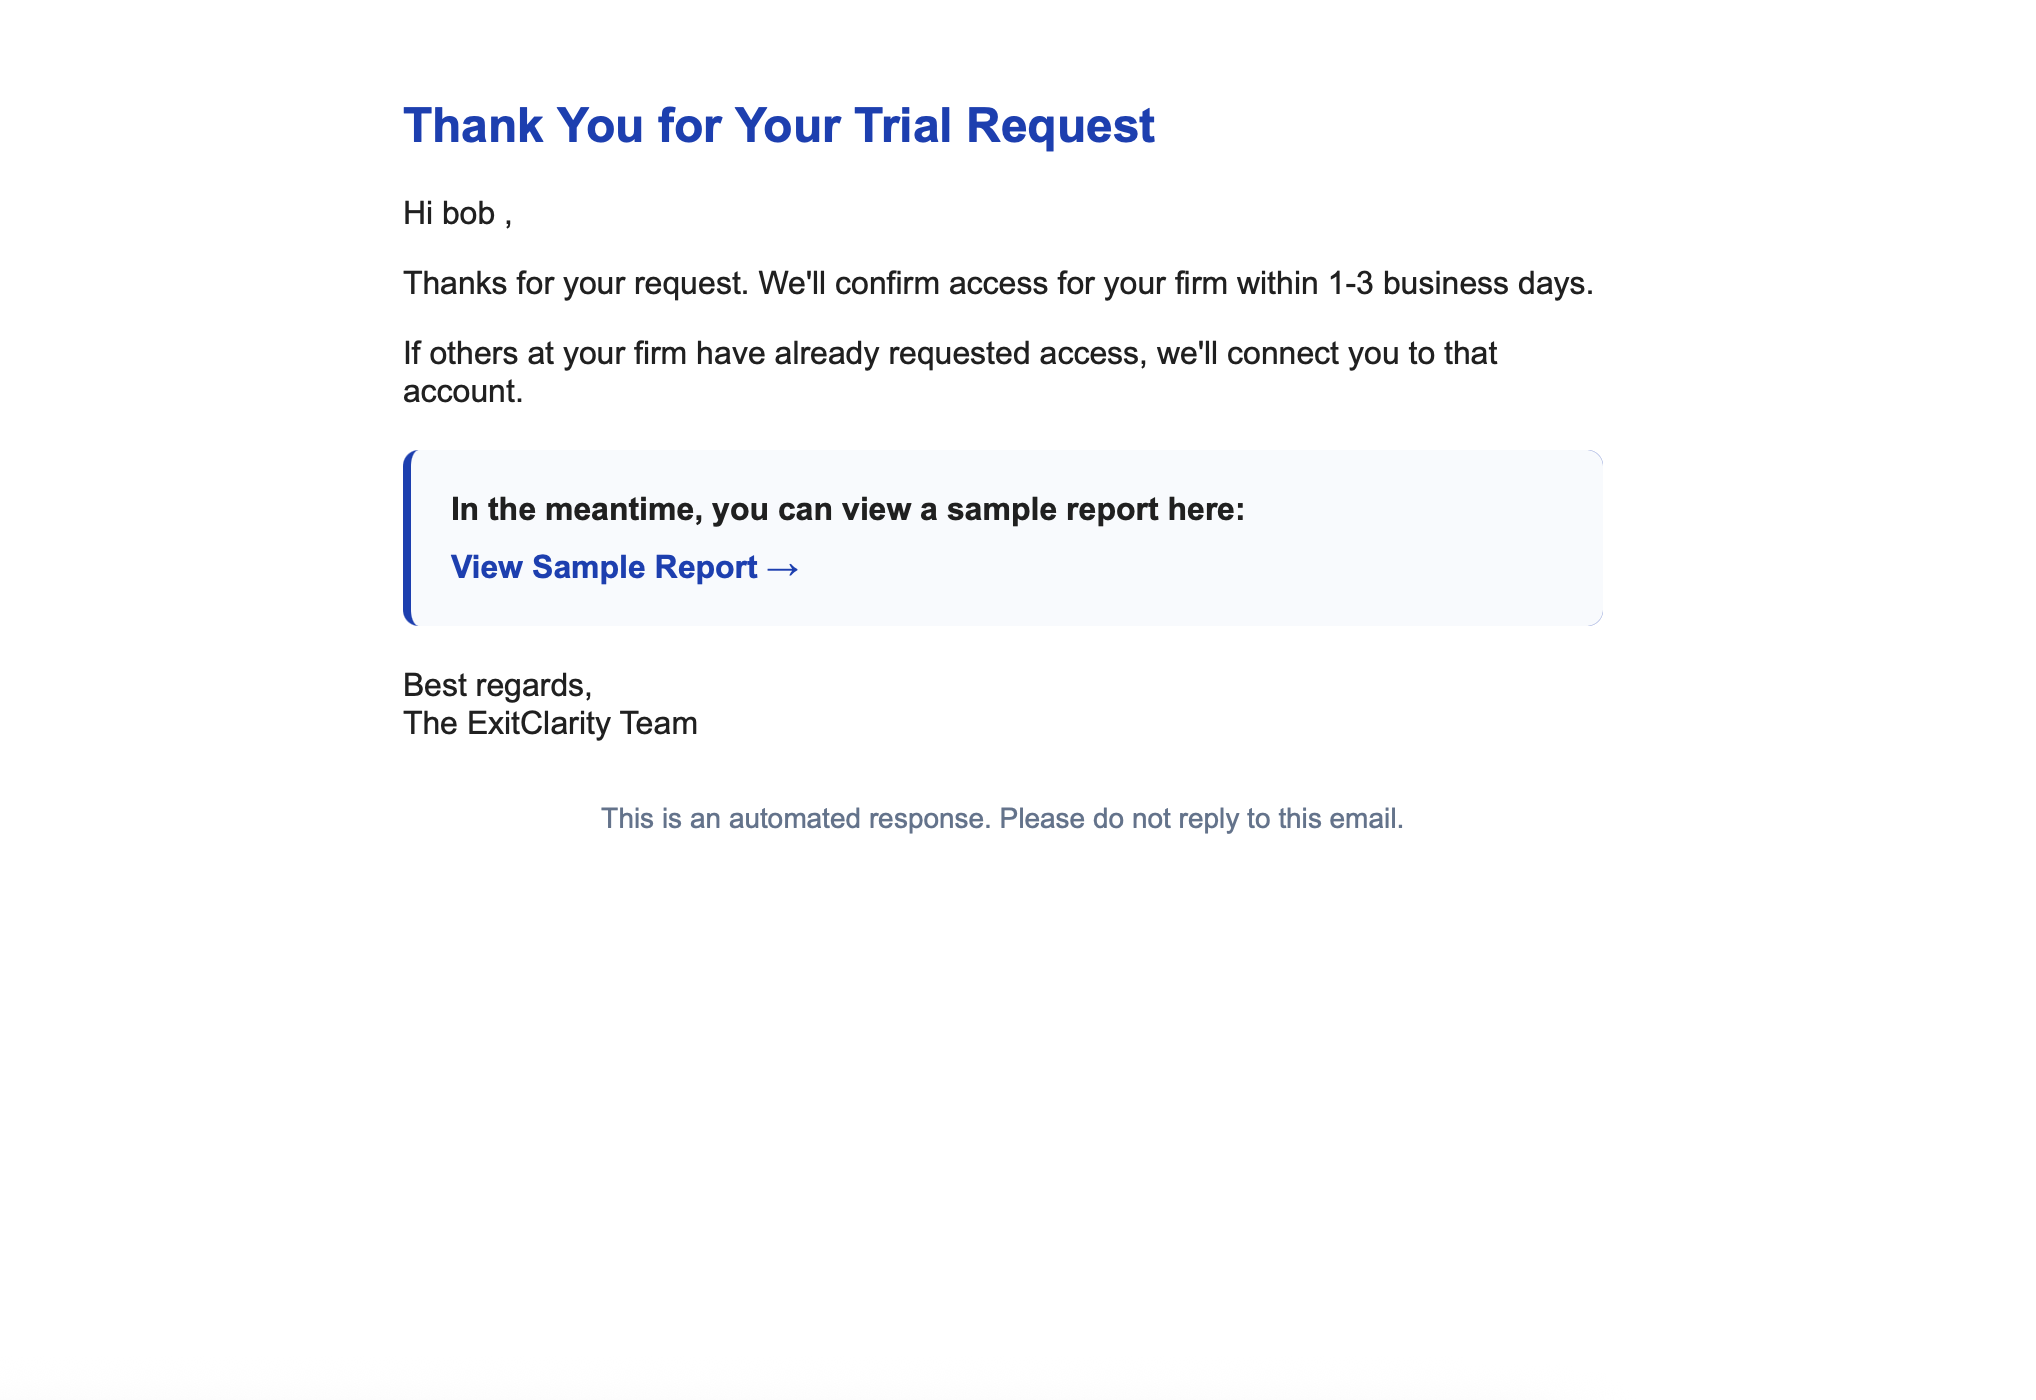 Thank You for Your Trial Request
Hi bob ,
Thanks for your request. We'll confirm access for your firm within 1-3 business days.
If others at your firm have already requested access, we'll connect you to that
account.
In the meantime, you can view a sample report here:
View Sample Report →
Best regards,
The ExitClarity Team
This is an automated response. Please do not reply to this email.